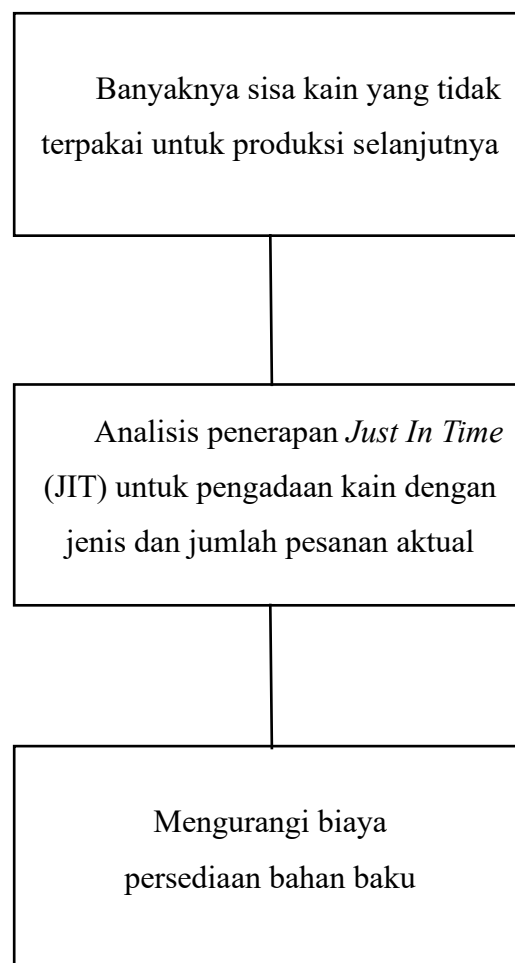 Banyaknya sisa kain yang tidak
terpakai untuk produksi selanjutnya
Analisis penerapan Just In Time
(JIT) untuk pengadaan kain dengan
jenis dan jumlah pesanan aktual
Mengurangi biaya
persediaan bahan baku